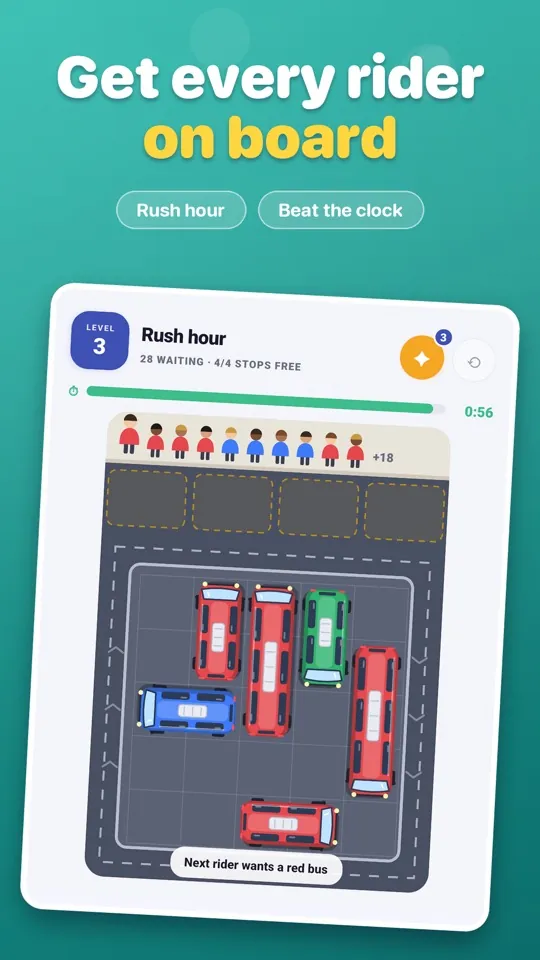 Get every rider
on board
Rush hour
Beat the clock
LEVEL
3
Rush hour
28 WAITING · 4/4 STOPS FREE
3
0:56
+18
Next rider wants a red bus